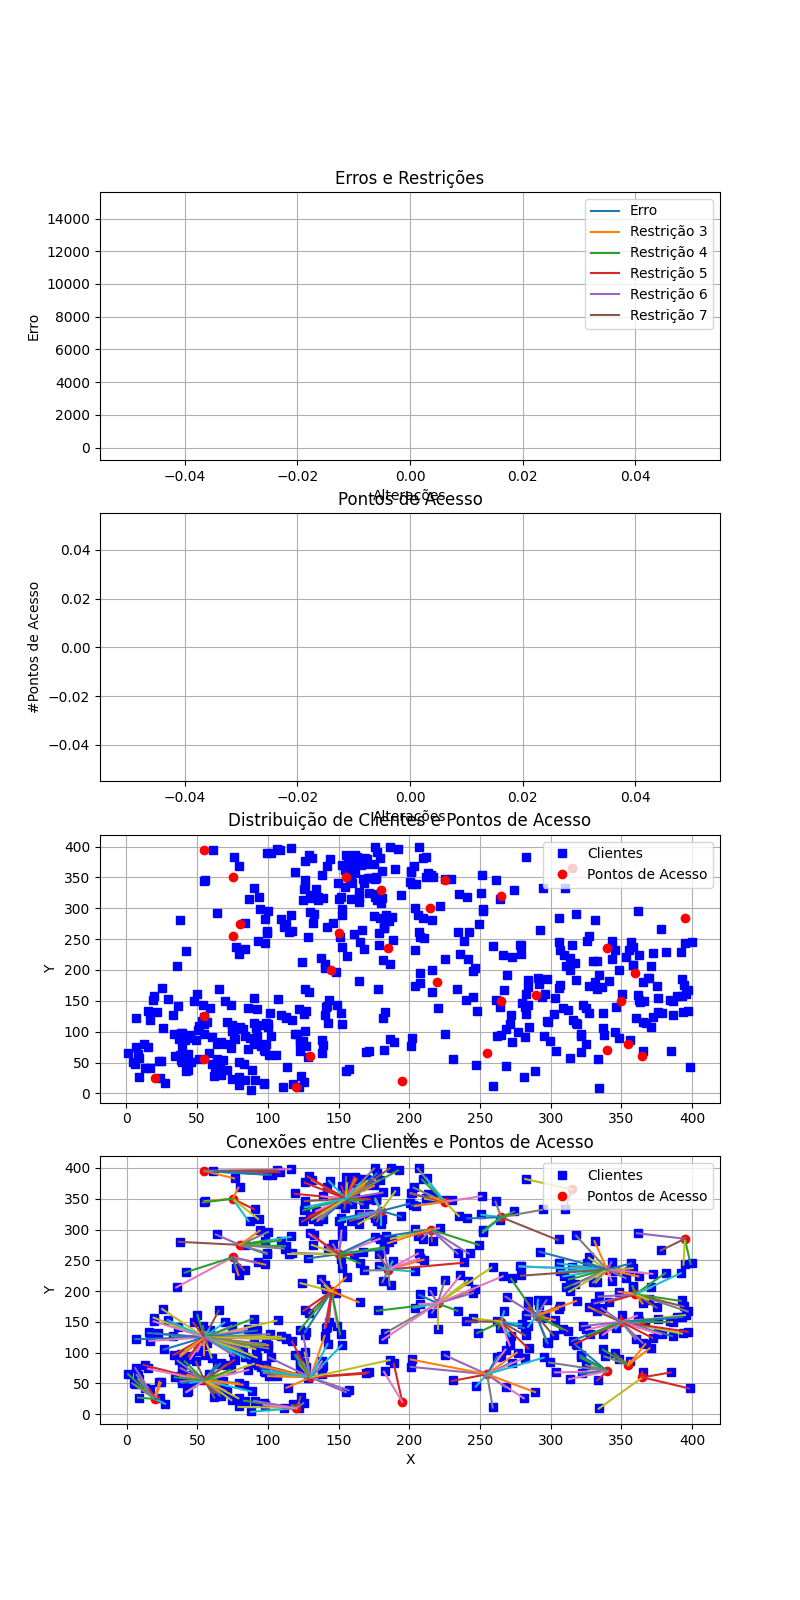 Erros e Restrições
14000
12000
10000
8000
6000
4000
2000
0
Erro
Erro
Restrição 3
Restrição 4
Restrição 5
Restrição 6
Restrição 7
−0.04 −0.02 0.00 0.02 0.04
Alterações
Pontos de Acesso
0.04
0.02
0.00
−0.02
−0.04
#Pontos de Acesso
−0.04 −0.02 0.00 0.02 0.04
Alterações
Distribuição de Clientes e Pontos de Acesso
400
350
300
250
200
150
100
50
0
Y
Clientes
Pontos de Acesso
0 50 100 150 200 250 300 350 400
X
Conexões entre Clientes e Pontos de Acesso
400
350
300
250
200
150
100
50
0
Y
Clientes
Pontos de Acesso
0 50 100 150 200 250 300 350 400
X